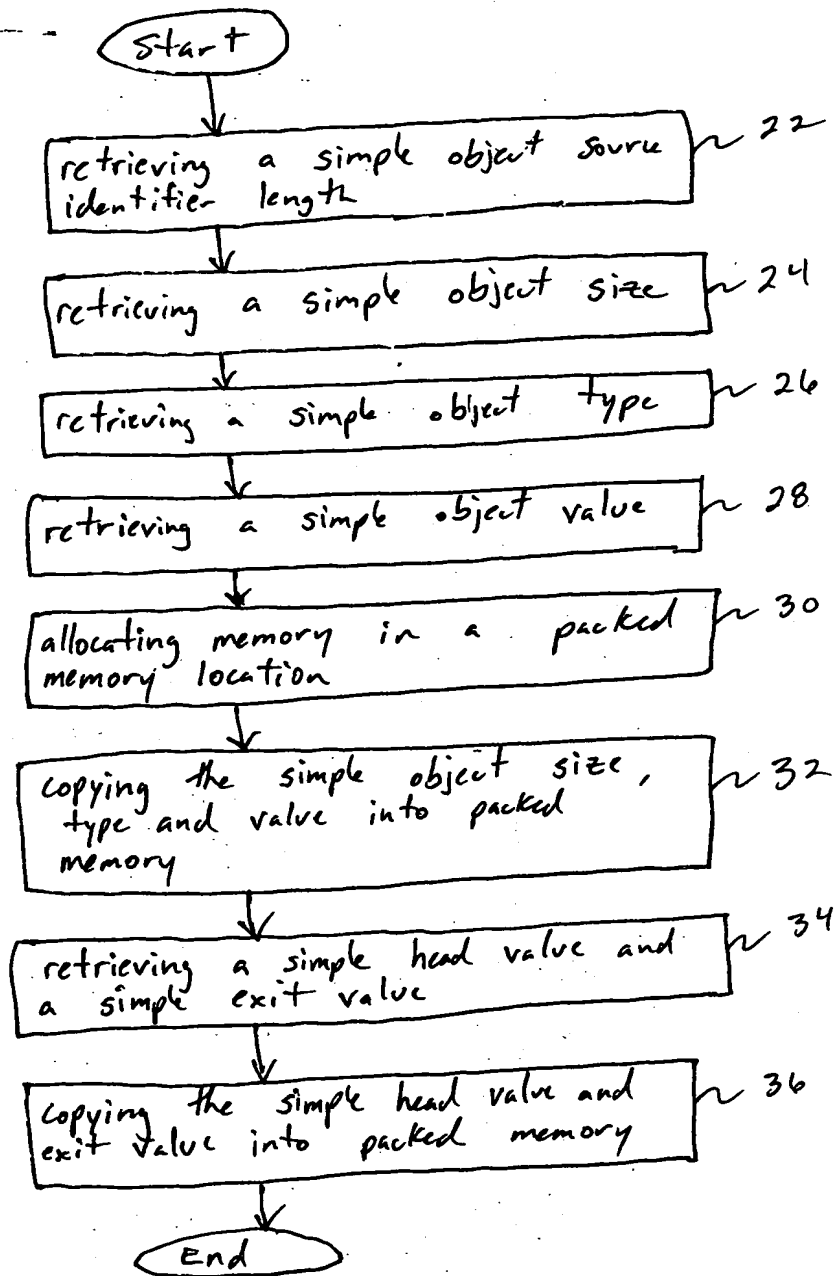 Start
retrieving a simple object source
identifier length
22
retrieving a simple object size
24
retrieving a simple object type
26
retrieving a simple object value
28
allocating memory in a packed
memory location
30
copying the simple object size,
type and value into packed
memory
32
retrieving a simple head value and
a simple exit value
34
copying the simple head value and
exit value into packed memory
36
End